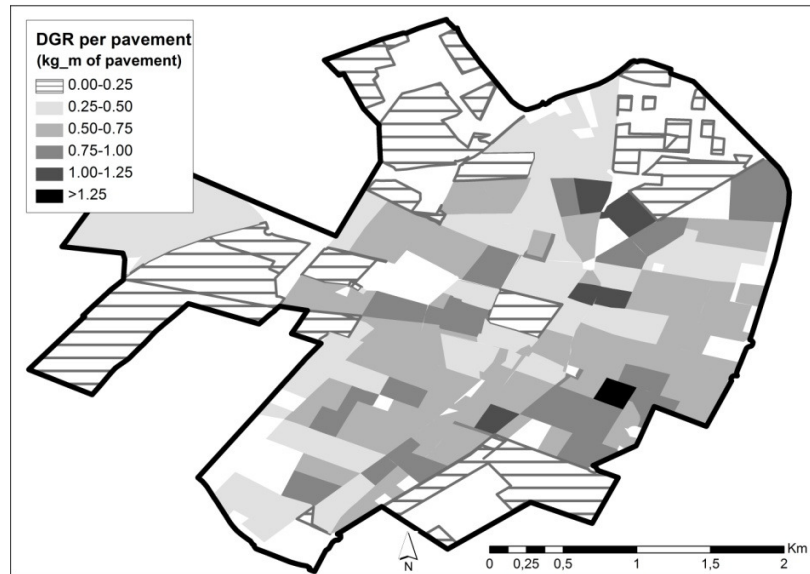 DGR per pavement
(kg_m of pavement)
0.00-0.25
0.25-0.50
0.50-0.75
0.75-1.00
1.00-1.25
>1.25
N
Km
0 0,25 0,5 1 1,5 2